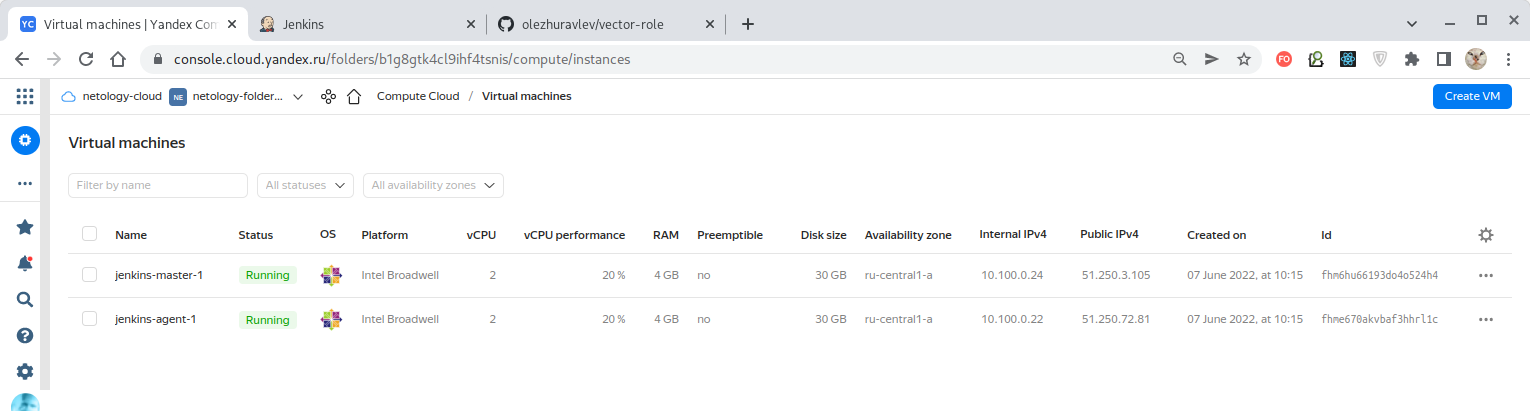 YC Virtual machines | Yandex Com
Jenkins
olezhuravlev/vector-role
console.cloud.yandex.ru/folders/b1g8gtk4cl9ihf4tsnis/compute/instances
FO
netology-cloud NE netology-folder... Compute Cloud / Virtual machines Create VM
Virtual machines
Filter by name All statuses All availability zones
Name Status OS Platform vCPU vCPU performance RAM Preemptible Disk size Availability zone Internal IPv4 Public IPv4 Created on Id
jenkins-master-1 Running Intel Broadwell 2 20 % 4 GB no 30 GB ru-central1-a 10.100.0.24 51.250.3.105 07 June 2022, at 10:15 fhm6hu66193do4o524h4
jenkins-agent-1 Running Intel Broadwell 2 20 % 4 GB no 30 GB ru-central1-a 10.100.0.22 51.250.72.81 07 June 2022, at 10:15 fhme670akvbaf3hhrl1c